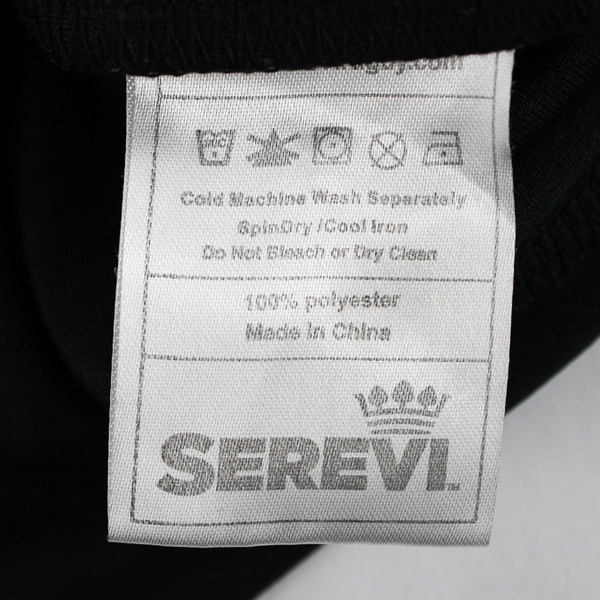 Cold Machine Wash Separately
SpinDry /Cool Iron
Do Not Bleach or Dry Clean
100% polyester
Made in China
SEREVI